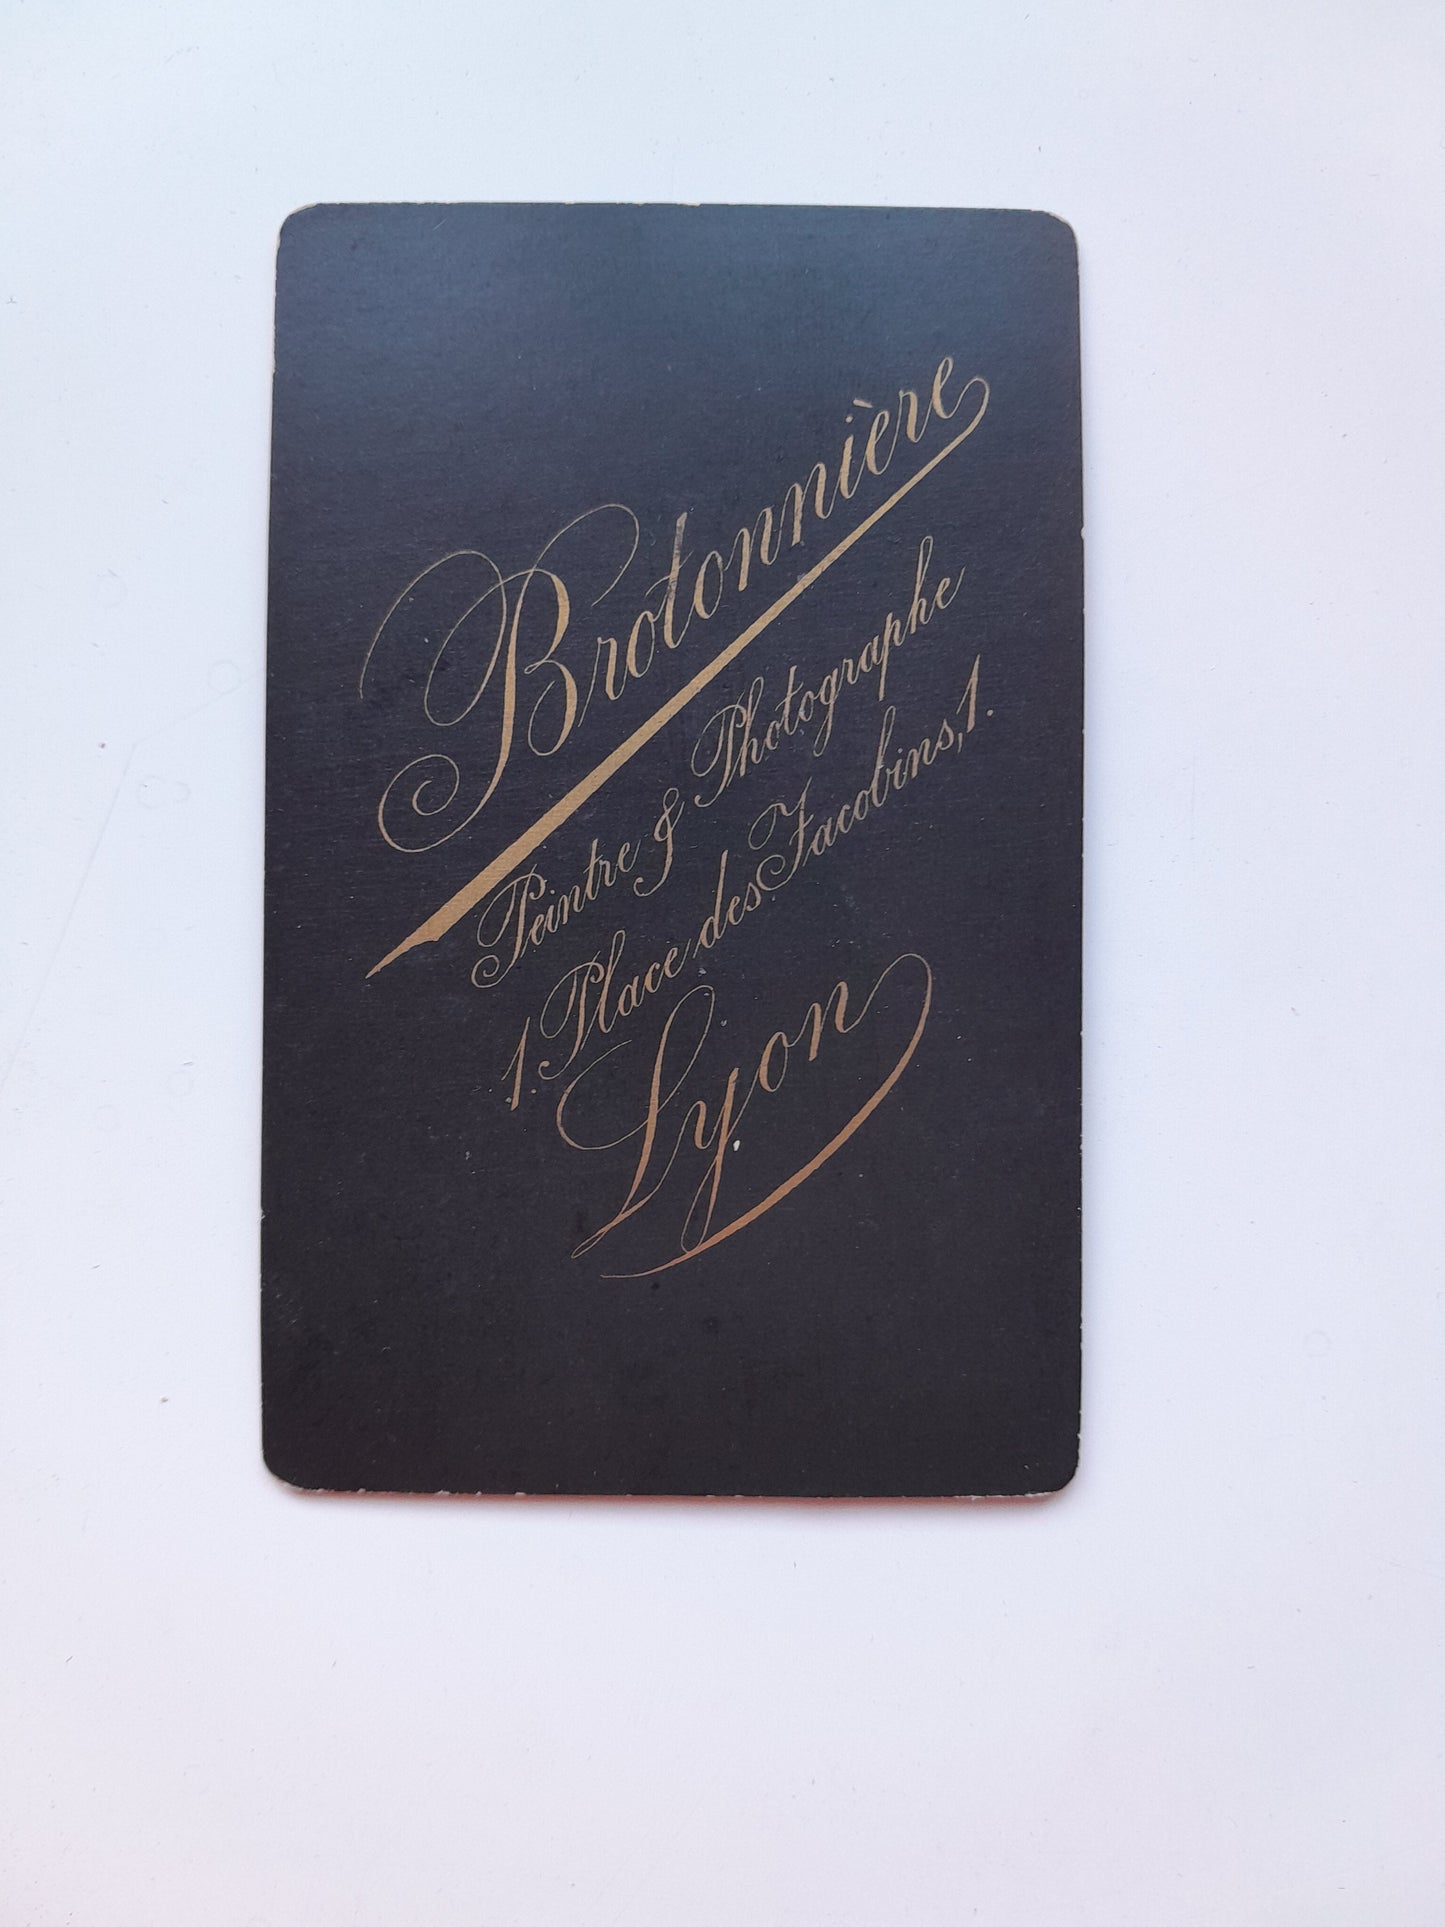 Brotonnière
Peintre & Photographe
1. Place des Jacobins, 1.
Lyon